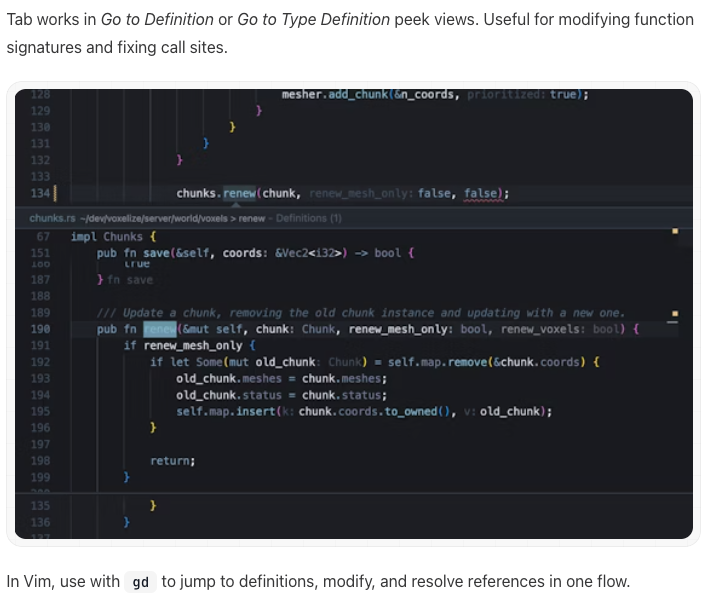 Tab works in Go to Definition or Go to Type Definition peek views. Useful for modifying function
signatures and fixing call sites.
128 mesher.add_chunk(&n_coords, prioritized: true);
129 }
130 }
131 }
132 }
133
134 chunks.renew(chunk, renew_mesh_only: false, false);
chunks.rs ~/dev/voxelize/server/world/voxels > renew - Definitions (1)
67 impl Chunks {
151 pub fn save(&self, coords: &Vec2<i32>) -> bool {
186 true
187 } fn save
188
189 /// Update a chunk, removing the old chunk instance and updating with a new one.
190 pub fn renew(&mut self, chunk: Chunk, renew_mesh_only: bool, renew_voxels: bool) {
191 if renew_mesh_only {
192 if let Some(mut old_chunk: Chunk) = self.map.remove(&chunk.coords) {
193 old_chunk.meshes = chunk.meshes;
194 old_chunk.status = chunk.status;
195 self.map.insert(k: chunk.coords.to_owned(), v: old_chunk);
196 }
197
198 return;
199 }
135 }
136 }
137
In Vim, use with gd to jump to definitions, modify, and resolve references in one flow.